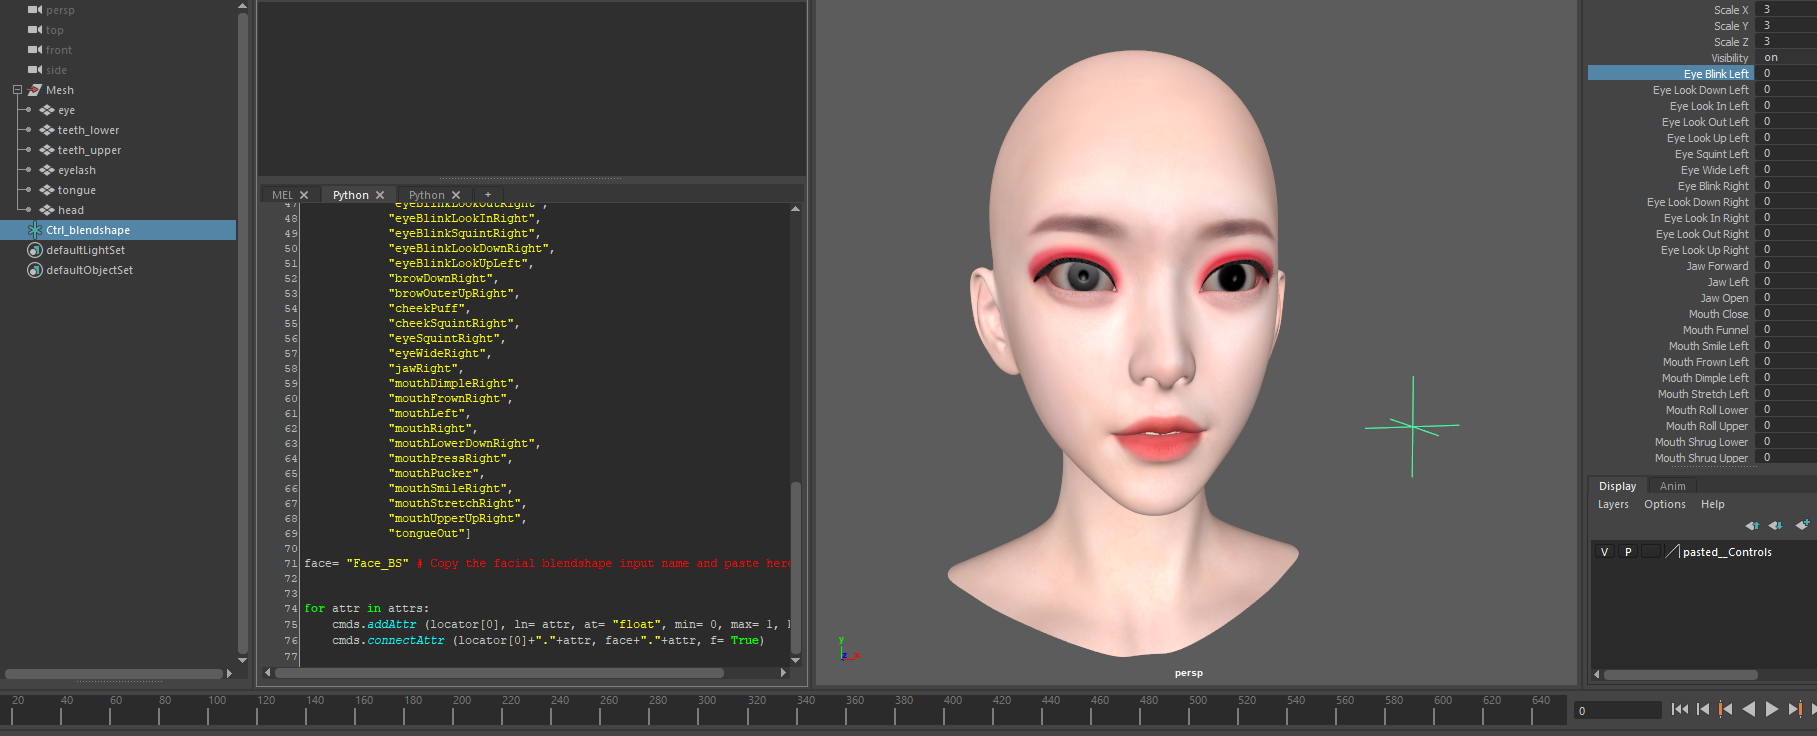 persp
top
front
side
Mesh
eye
teeth_lower
teeth_upper
eyelash
tongue
head
Ctrl_blendshape
defaultLightSet
defaultObjectSet
MEL Python Python +
47 "eyeBlinkLookOutRight",
48 "eyeBlinkLookInRight",
49 "eyeBlinkSquintRight",
50 "eyeBlinkLookDownRight",
51 "eyeBlinkLookUpLeft",
52 "browDownRight",
53 "browOuterUpRight",
54 "cheekPuff",
55 "cheekSquintRight",
56 "eyeSquintRight",
57 "eyeWideRight",
58 "jawRight",
59 "mouthDimpleRight",
60 "mouthFrownRight",
61 "mouthLeft",
62 "mouthRight",
63 "mouthLowerDownRight",
64 "mouthPressRight",
65 "mouthPucker",
66 "mouthSmileRight",
67 "mouthStretchRight",
68 "mouthUpperUpRight",
69 "tongueOut"]
70
71 face= "Face_BS" # Copy the facial blendshape input name and paste here
72
73
74 for attr in attrs:
75 cmds.addAttr (locator[0], ln= attr, at= "float", min= 0, max= 1,
76 cmds.connectAttr (locator[0]+"."+attr, face+"."+attr, f= True)
77
y
z x
persp
Scale X 3
Scale Y 3
Scale Z 3
Visibility on
Eye Blink Left 0
Eye Look Down Left 0
Eye Look In Left 0
Eye Look Out Left 0
Eye Look Up Left 0
Eye Squint Left 0
Eye Wide Left 0
Eye Blink Right 0
Eye Look Down Right 0
Eye Look In Right 0
Eye Look Out Right 0
Eye Look Up Right 0
Jaw Forward 0
Jaw Left 0
Jaw Open 0
Mouth Close 0
Mouth Funnel 0
Mouth Smile Left 0
Mouth Frown Left 0
Mouth Dimple Left 0
Mouth Stretch Left 0
Mouth Roll Lower 0
Mouth Roll Upper 0
Mouth Shrug Lower 0
Mouth Shrug Upper 0
Display Anim
Layers Options Help
V P pasted__Controls
20 40 60 80 100 120 140 160 180 200 220 240 260 280 300 320 340 360 380 400 420 440 460 480 500 520 540 560 580 600 620 640
0